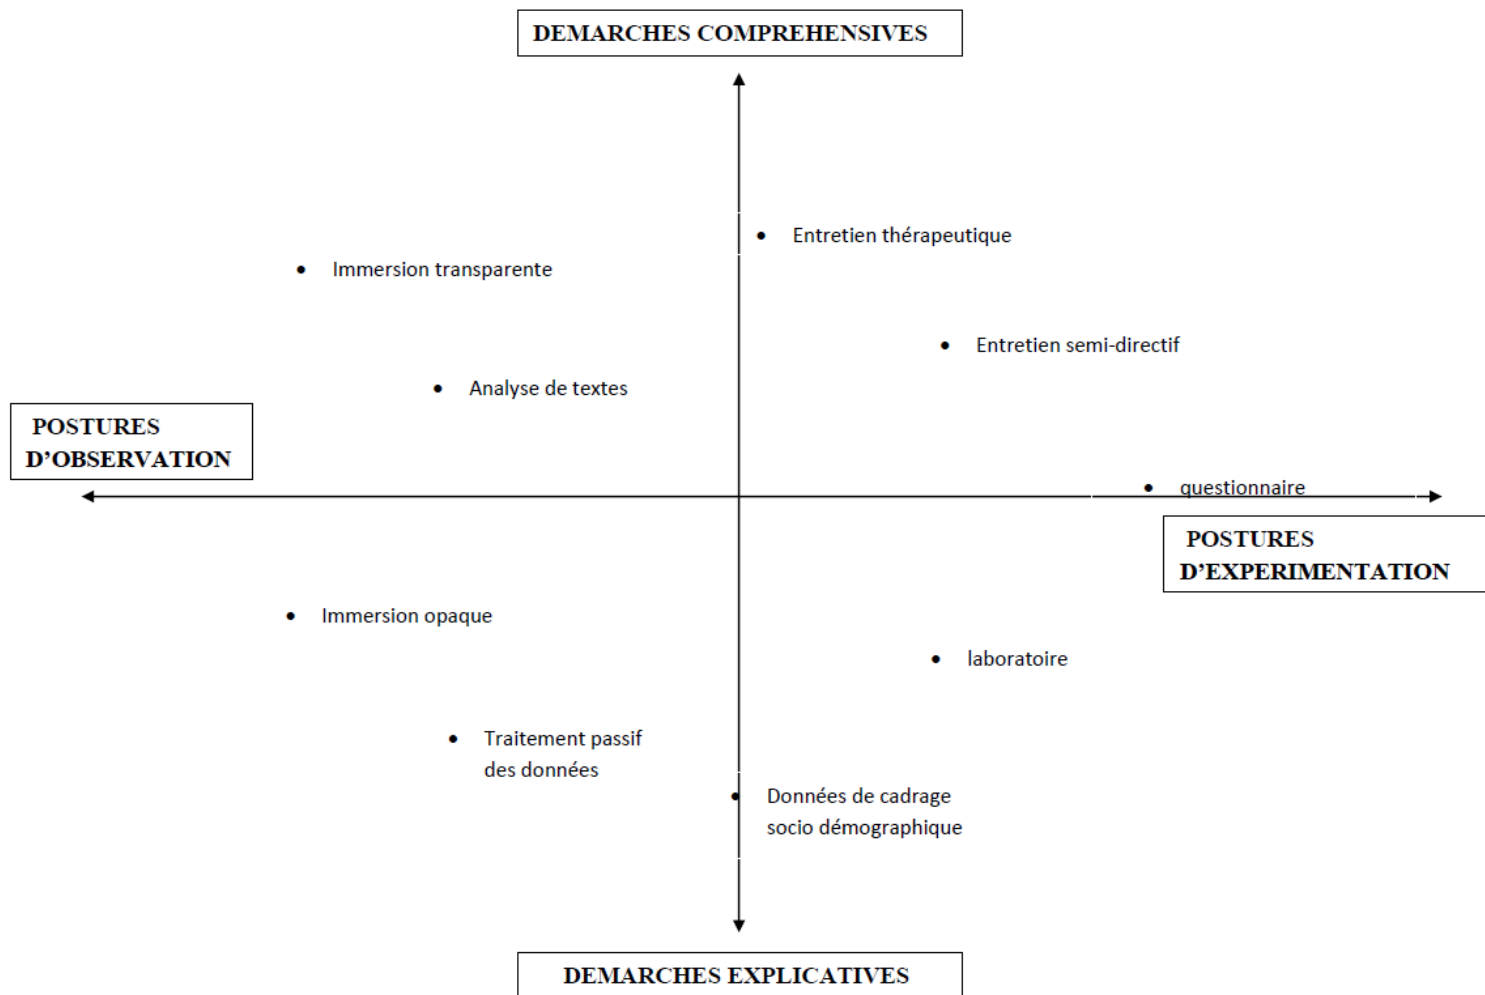 DEMARCHES COMPREHENSIVES
Entretien thérapeutique
Immersion transparente
Entretien semi-directif
Analyse de textes
POSTURES
D’OBSERVATION
questionnaire
POSTURES
D’EXPERIMENTATION
Immersion opaque
laboratoire
Traitement passif
des données
Données de cadrage
socio démographique
DEMARCHES EXPLICATIVES